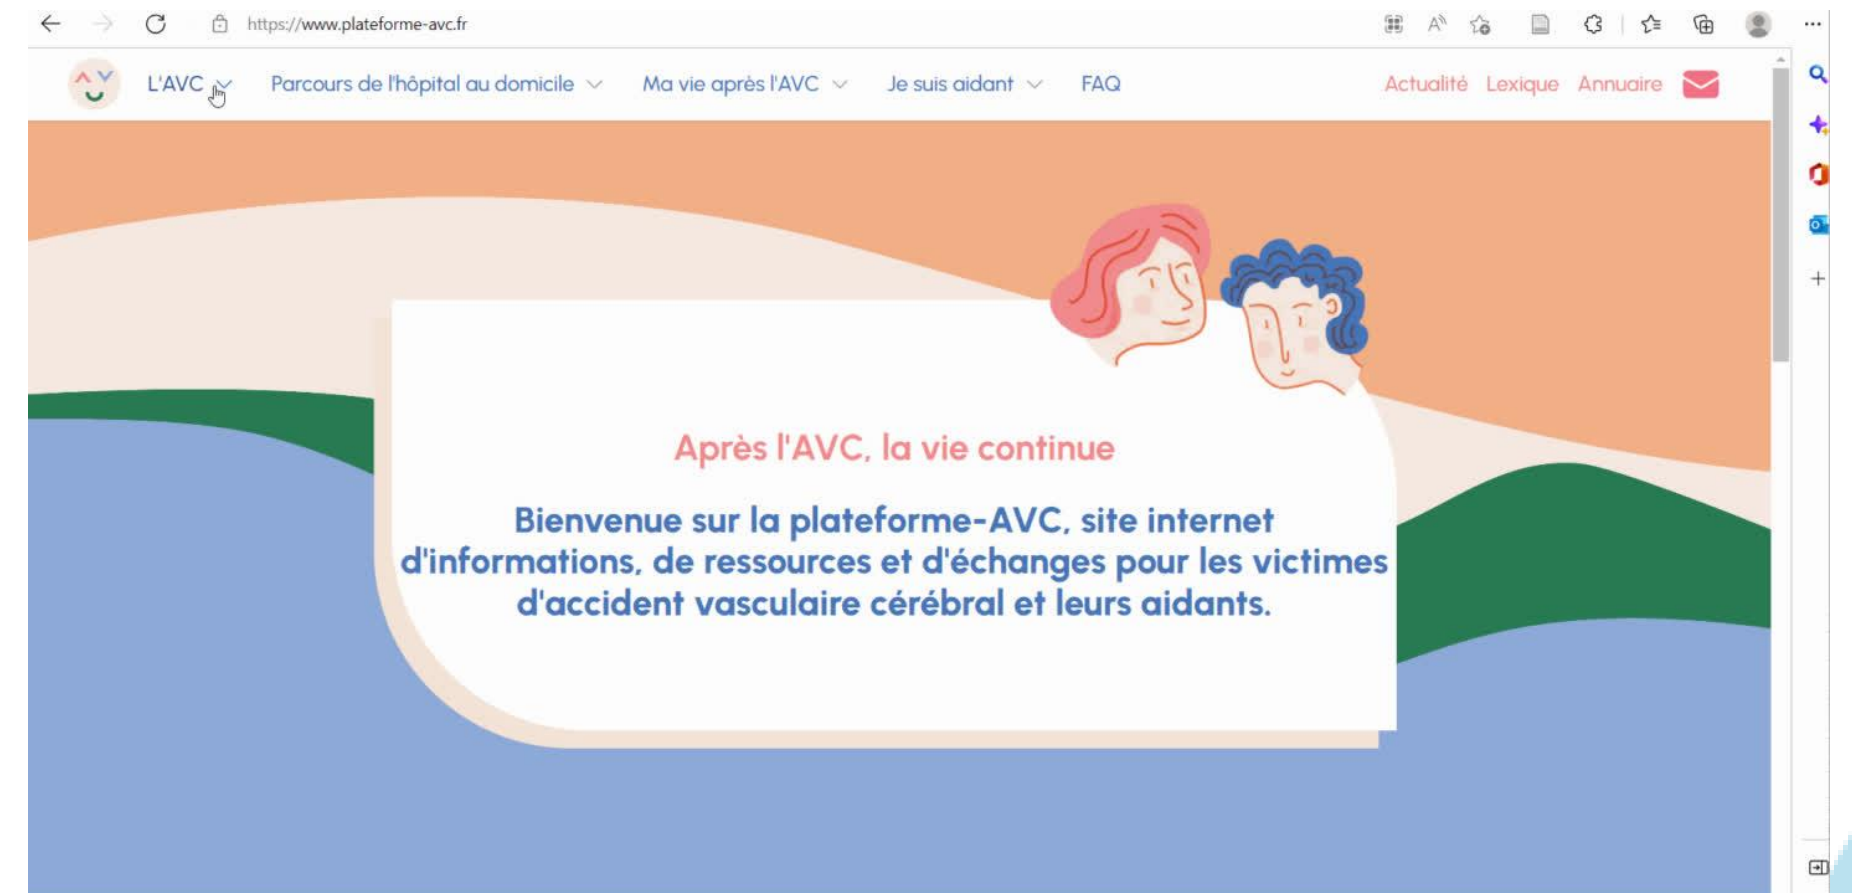 https://www.plateforme-avc.fr
L'AVC Parcours de l'hôpital au domicile Ma vie après l'AVC Je suis aidant FAQ Actualité Lexique Annuaire
Après l'AVC, la vie continue
Bienvenue sur la plateforme-AVC, site internet
d'informations, de ressources et d'échanges pour les victimes
d'accident vasculaire cérébral et leurs aidants.